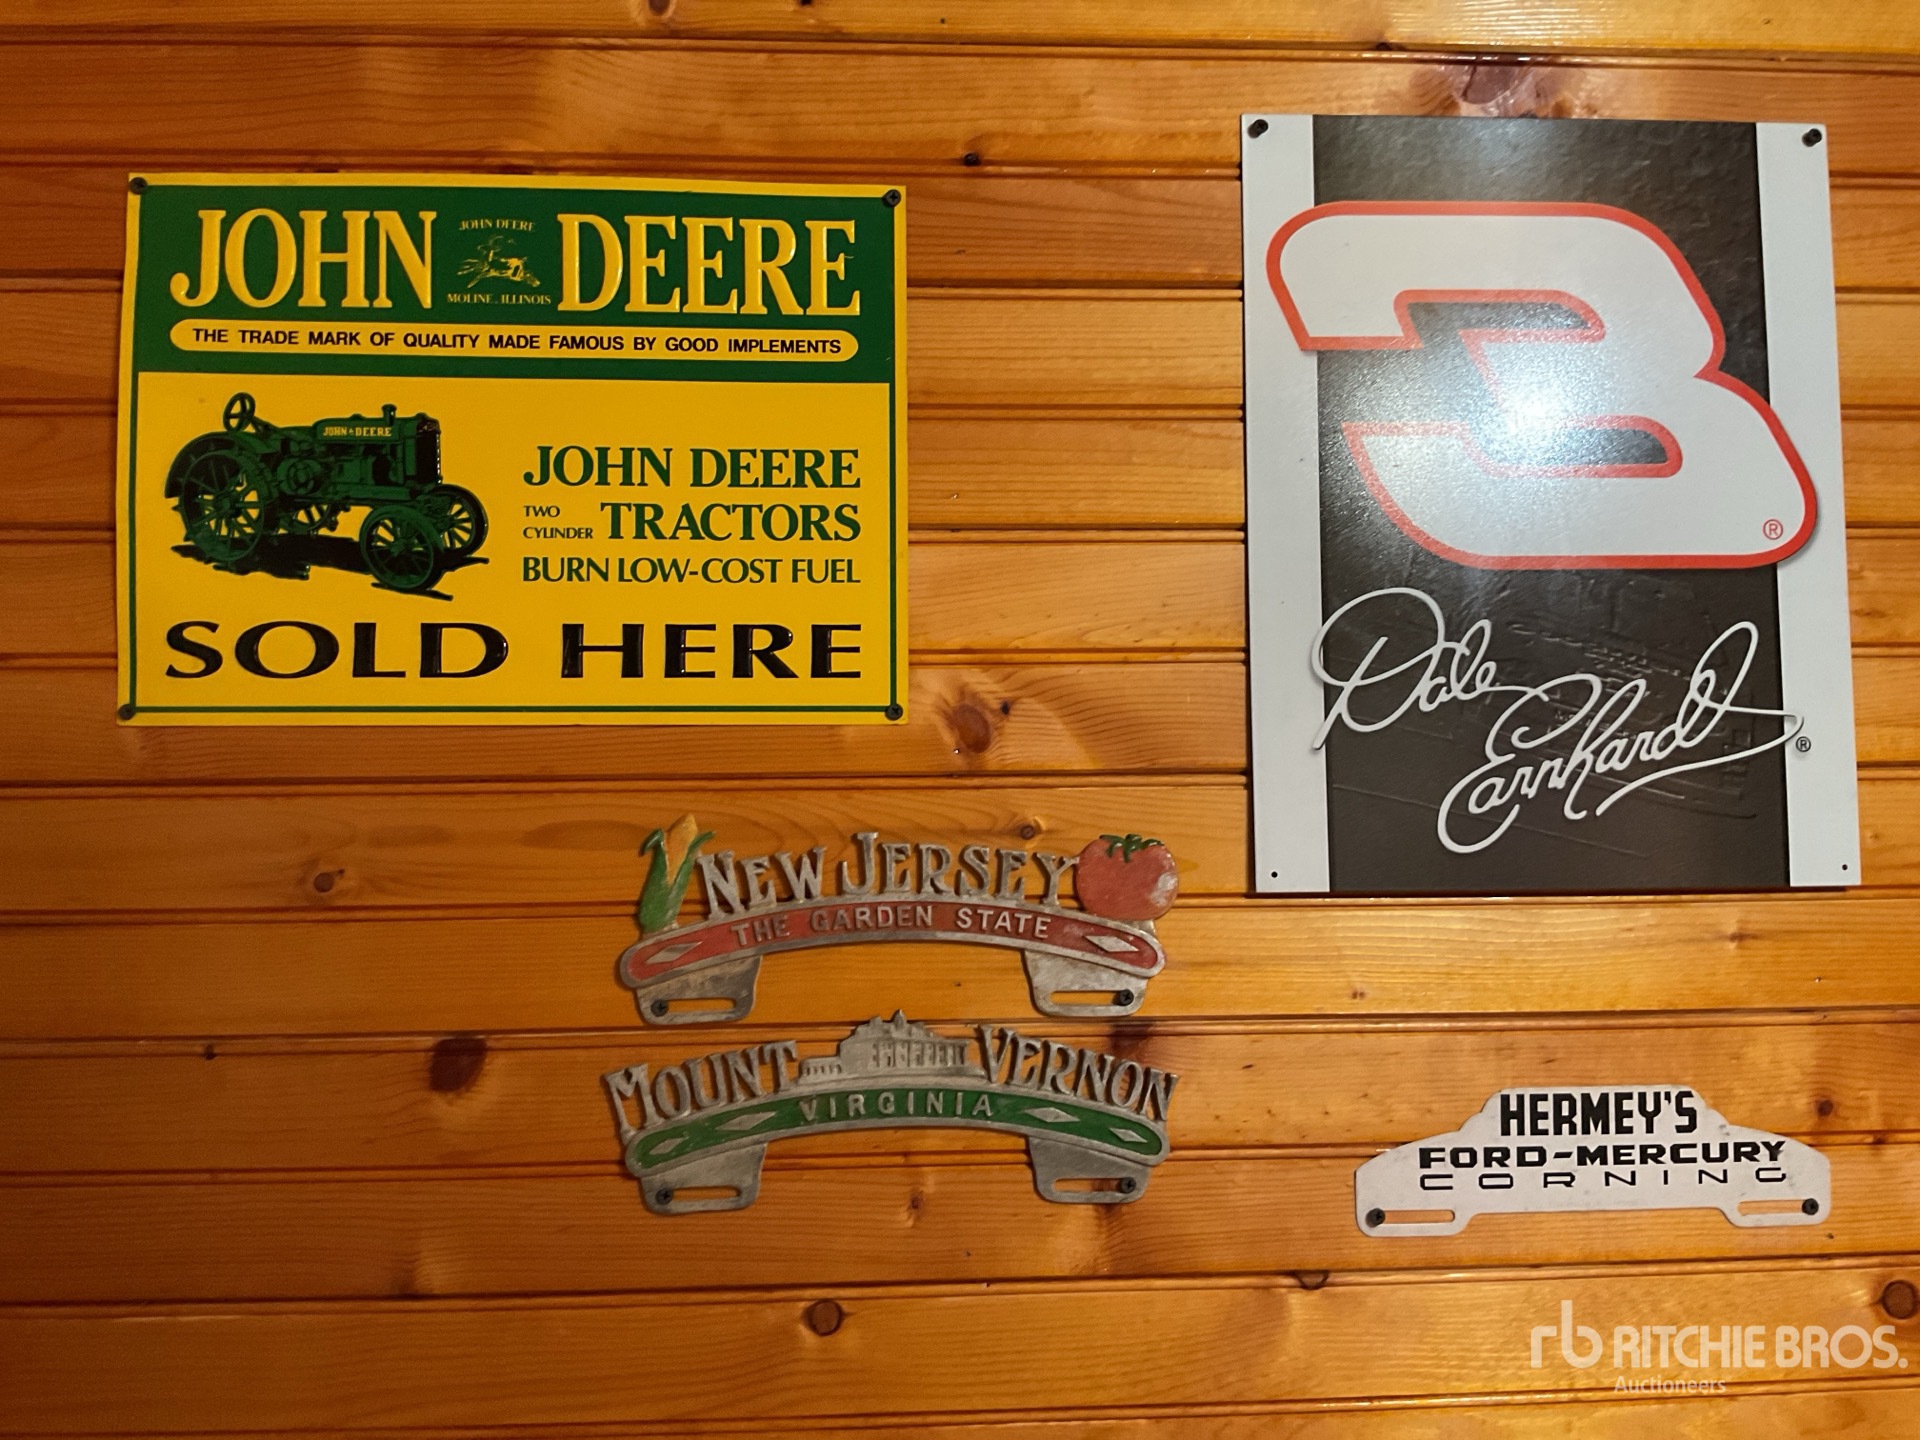 JOHN DEERE
JOHN DEERE
MOLINE, ILLINOIS
THE TRADE MARK OF QUALITY MADE FAMOUS BY GOOD IMPLEMENTS
JOHN DEERE
JOHN DEERE
TWO CYLINDER TRACTORS
BURN LOW-COST FUEL
SOLD HERE
3®
Dale
Earnhardt®
NEW JERSEY
THE GARDEN STATE
MOUNT VERNON
VIRGINIA
HERMEY'S
FORD-MERCURY
CORNING
rb RITCHIE BROS.
Auctioneers